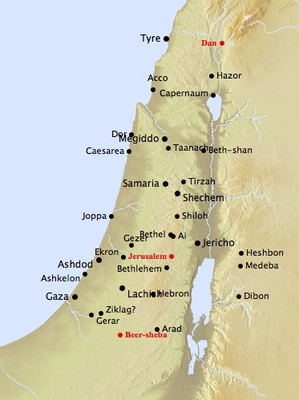 Tyre
Dan
Acco
Hazor
Capernaum
Dor
Megiddo
Taanach
Caesarea
Beth-shan
Samaria
Tirzah
Shechem
Joppa
Shiloh
Bethel
Ai
Gezer
Jericho
Ekron
Jerusalem
Heshbon
Ashdod
Bethlehem
Medeba
Ashkelon
Gaza
Lachish
Hebron
Dibon
Ziklag?
Gerar
Arad
Beer-sheba